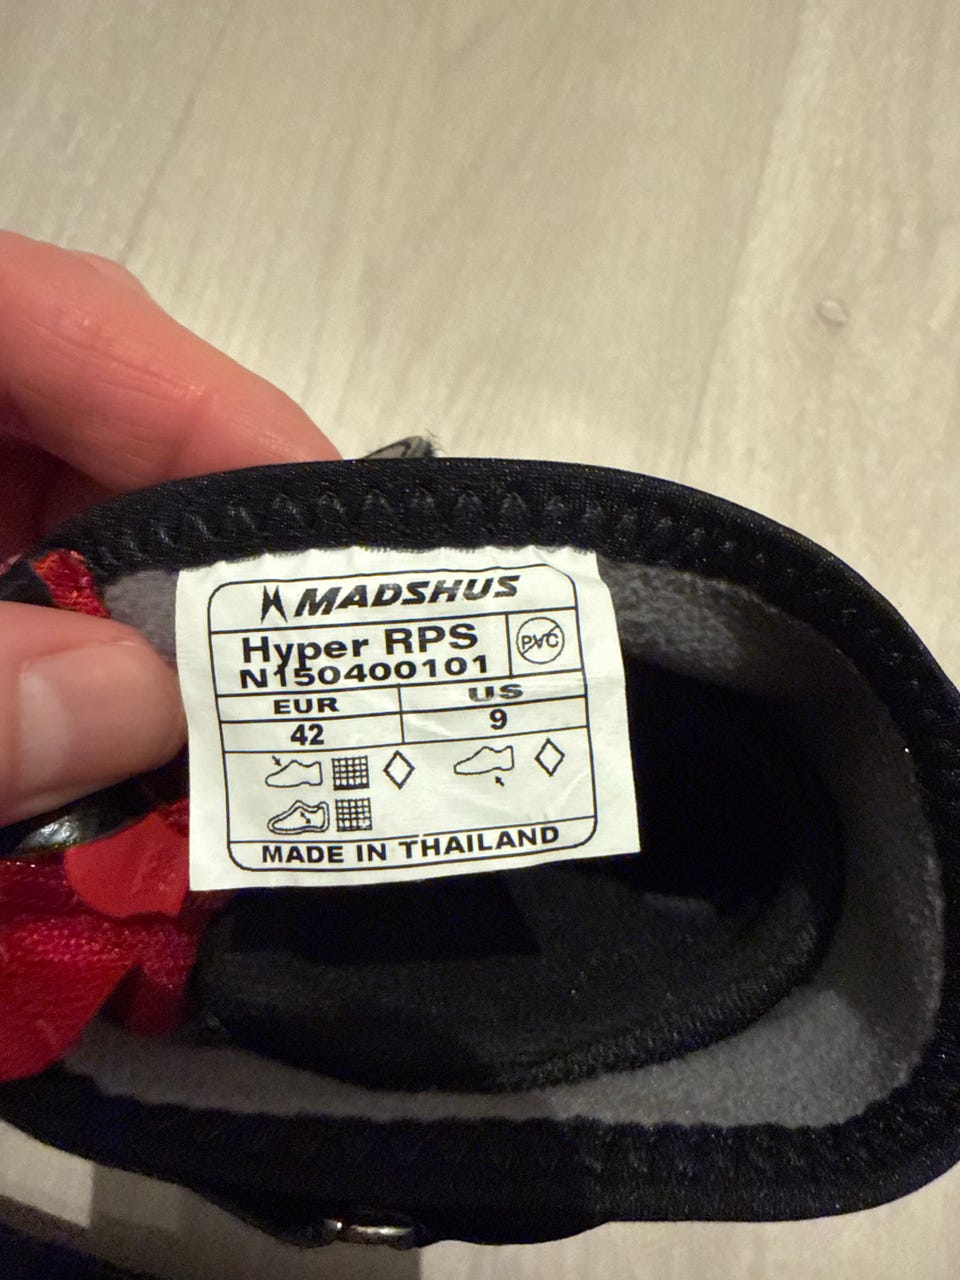 MADSHUS
Hyper RPS
PVC
N150400101
EUR US
42 9
MADE IN THAILAND